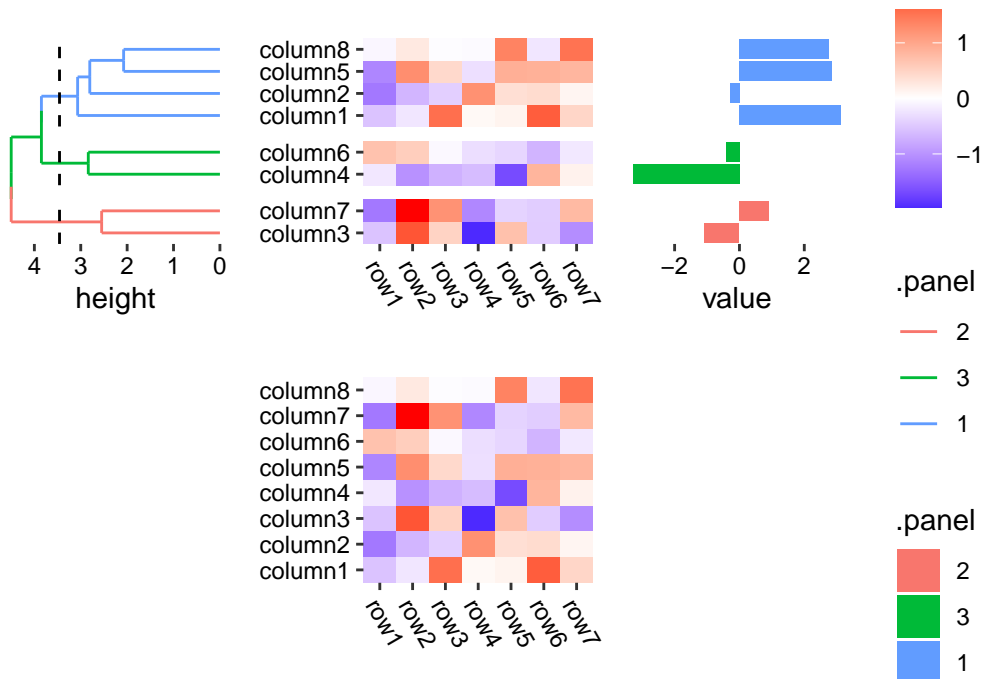 column8
column5
column2
column1
column6
column4
column7
column3
4 3 2 1 0
height
row1 row2 row3 row4 row5 row6 row7
−2 0 2
value
1
0
−1
.panel
2
3
1
column8
column7
column6
column5
column4
column3
column2
column1
row1 row2 row3 row4 row5 row6 row7
.panel
2
3
1